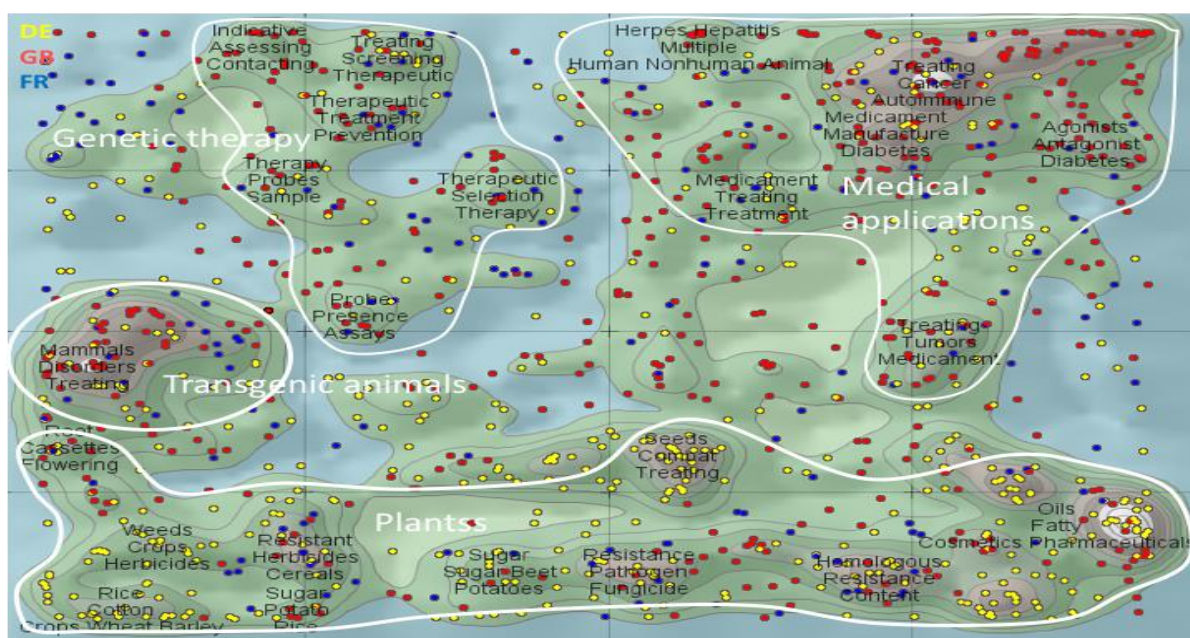 DE
GB
FR
Indicative
Assessing
Contacting
Treating
Screening
Therapeutic
Therapeutic
Treatment
Prevention
Genetic therapy
Therapy
Probes
Sample
Therapeutic
Selection
Therapy
Probe
Presence
Assays
Herpes Hepatitis
Multiple
Human Nonhuman Animal
Treating
Cancer
Autoimmune
Medicament
Manufacture
Diabetes
Agonists
Antagonist
Diabetes
Medicament
Treating
Treatment
Medical
applications
Treating
Tumors
Medicament
Mammals
Disorders
Treating
Transgenic animals
Root
Cassettes
Flowering
Seeds
Combat
Treating
Plantss
Weeds
Crops
Herbicides
Resistant
Herbicides
Cereals
Sugar
Potato
Rice
Rice
Cotton
Crops Wheat Barley
Sugar
Sugar Beet
Potatoes
Resistance
Pathogen
Fungicide
Homologous
Resistance
Content
Oils
Fatty
Cosmetics Pharmaceuticals